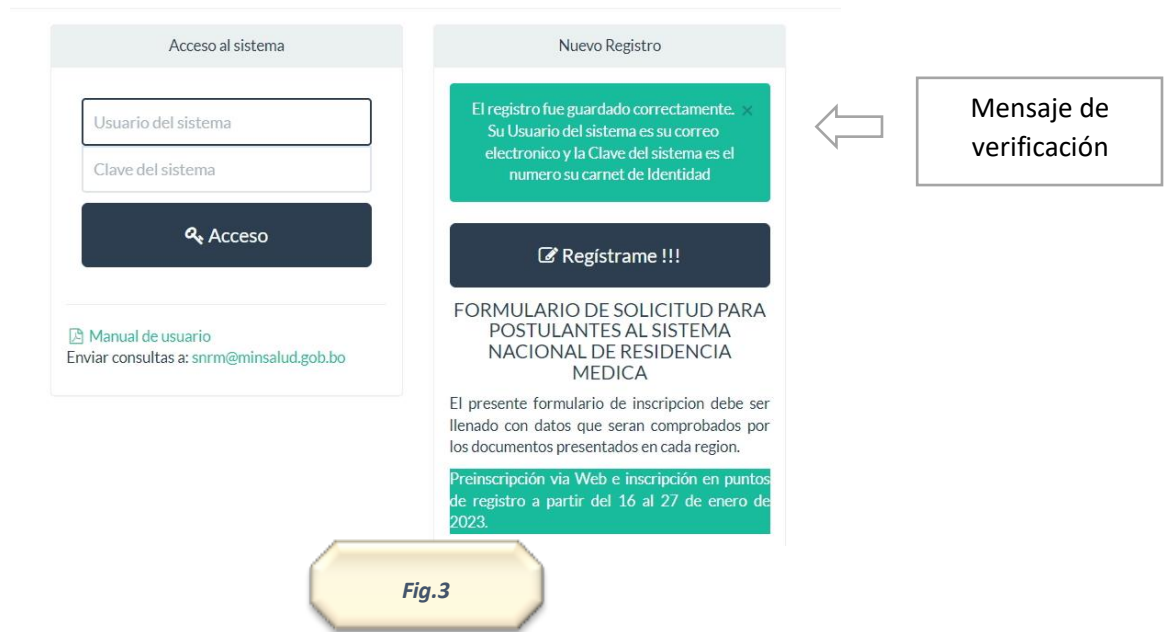 Acceso al sistema
Usuario del sistema
Clave del sistema
Acceso
Manual de usuario
Enviar consultas a: snrm@minsalud.gob.bo
Nuevo Registro
El registro fue guardado correctamente. ×
Su Usuario del sistema es su correo
electronico y la Clave del sistema es el
numero su carnet de Identidad
Regístrame !!!
FORMULARIO DE SOLICITUD PARA
POSTULANTES AL SISTEMA
NACIONAL DE RESIDENCIA
MEDICA
El presente formulario de inscripcion debe ser
llenado con datos que seran comprobados por
los documentos presentados en cada region.
Preinscripción via Web e inscripción en puntos
de registro a partir del 16 al 27 de enero de
2023.
Mensaje de
verificación
Fig.3